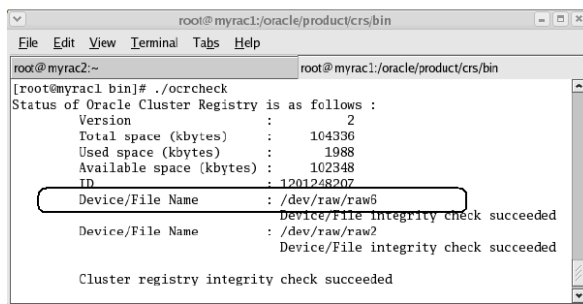 root@myrac1:/oracle/product/crs/bin
File Edit View Terminal Tabs Help
root@myrac2:~ root@myrac1:/oracle/product/crs/bin
[root@myrac1 bin]# ./ocrcheck
Status of Oracle Cluster Registry is as follows :
Version : 2
Total space (kbytes) : 104336
Used space (kbytes) : 1988
Available space (kbytes) : 102348
ID : 1201248207
Device/File Name : /dev/raw/raw6
Device/File integrity check succeeded
Device/File Name : /dev/raw/raw2
Device/File integrity check succeeded
Cluster registry integrity check succeeded